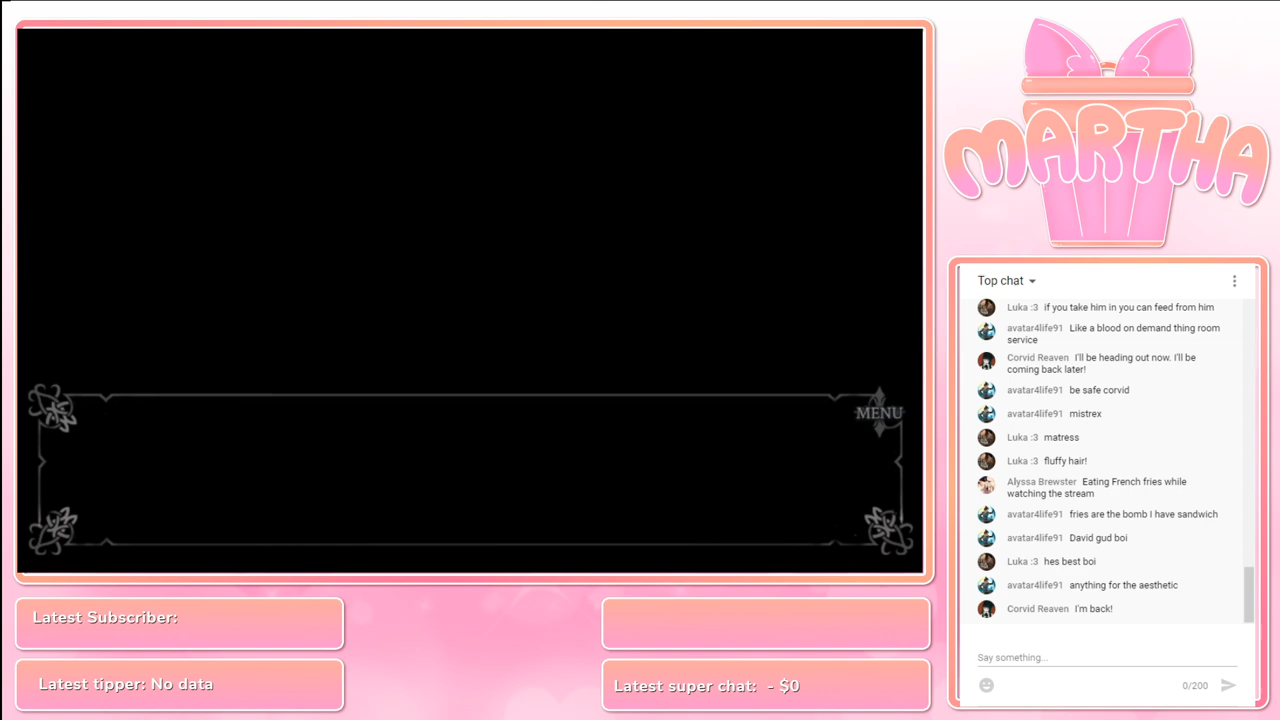 MENU
MARTHA
Top chat
Luka :3 if you take him in you can feed from him
avatar4life91 Like a blood on demand thing room
service
Corvid Reaven I'll be heading out now. I'll be
coming back later!
avatar4life91 be safe corvid
avatar4life91 mistrex
Luka :3 matress
Luka :3 fluffy hair!
Alyssa Brewster Eating French fries while
watching the stream
avatar4life91 fries are the bomb I have sandwich
avatar4life91 David gud boi
Luka :3 hes best boi
avatar4life91 anything for the aesthetic
Corvid Reaven I'm back!
Say something...
0/200
Latest Subscriber:
Latest tipper: No data
Latest super chat: - $0